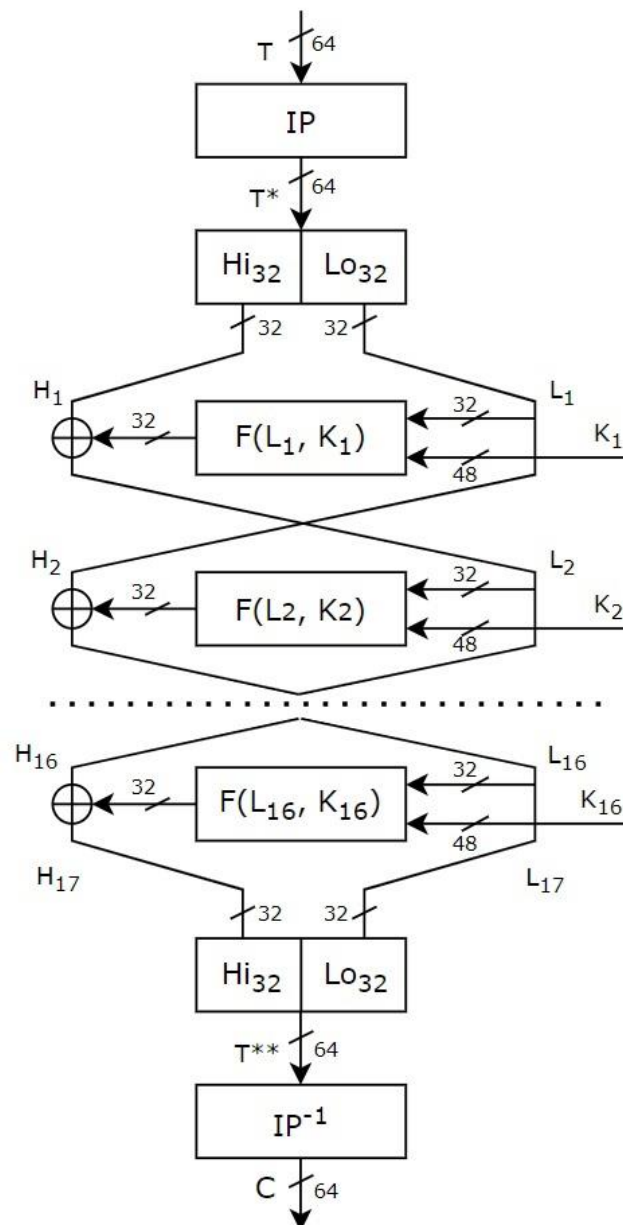 T 64
IP
T* 64
Hi32 Lo32
32 32
H1 L1
32 F(L1, K1) 32 K1
48
H2 L2
32 F(L2, K2) 32 K2
48
H16 L16
32 F(L16, K16) 32 K16
48
H17 L17
32 32
Hi32 Lo32
T** 64
IP-1
C 64